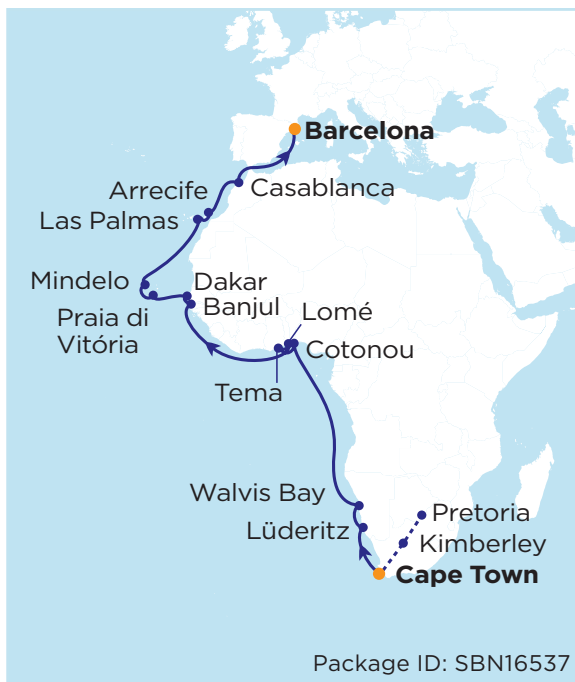 Barcelona
Arrecife
Casablanca
Las Palmas
Mindelo
Dakar
Praia di
Vitória
Banjul
Lomé
Cotonou
Tema
Walvis Bay
Pretoria
Lüderitz
Kimberley
Cape Town
Package ID: SBN16537